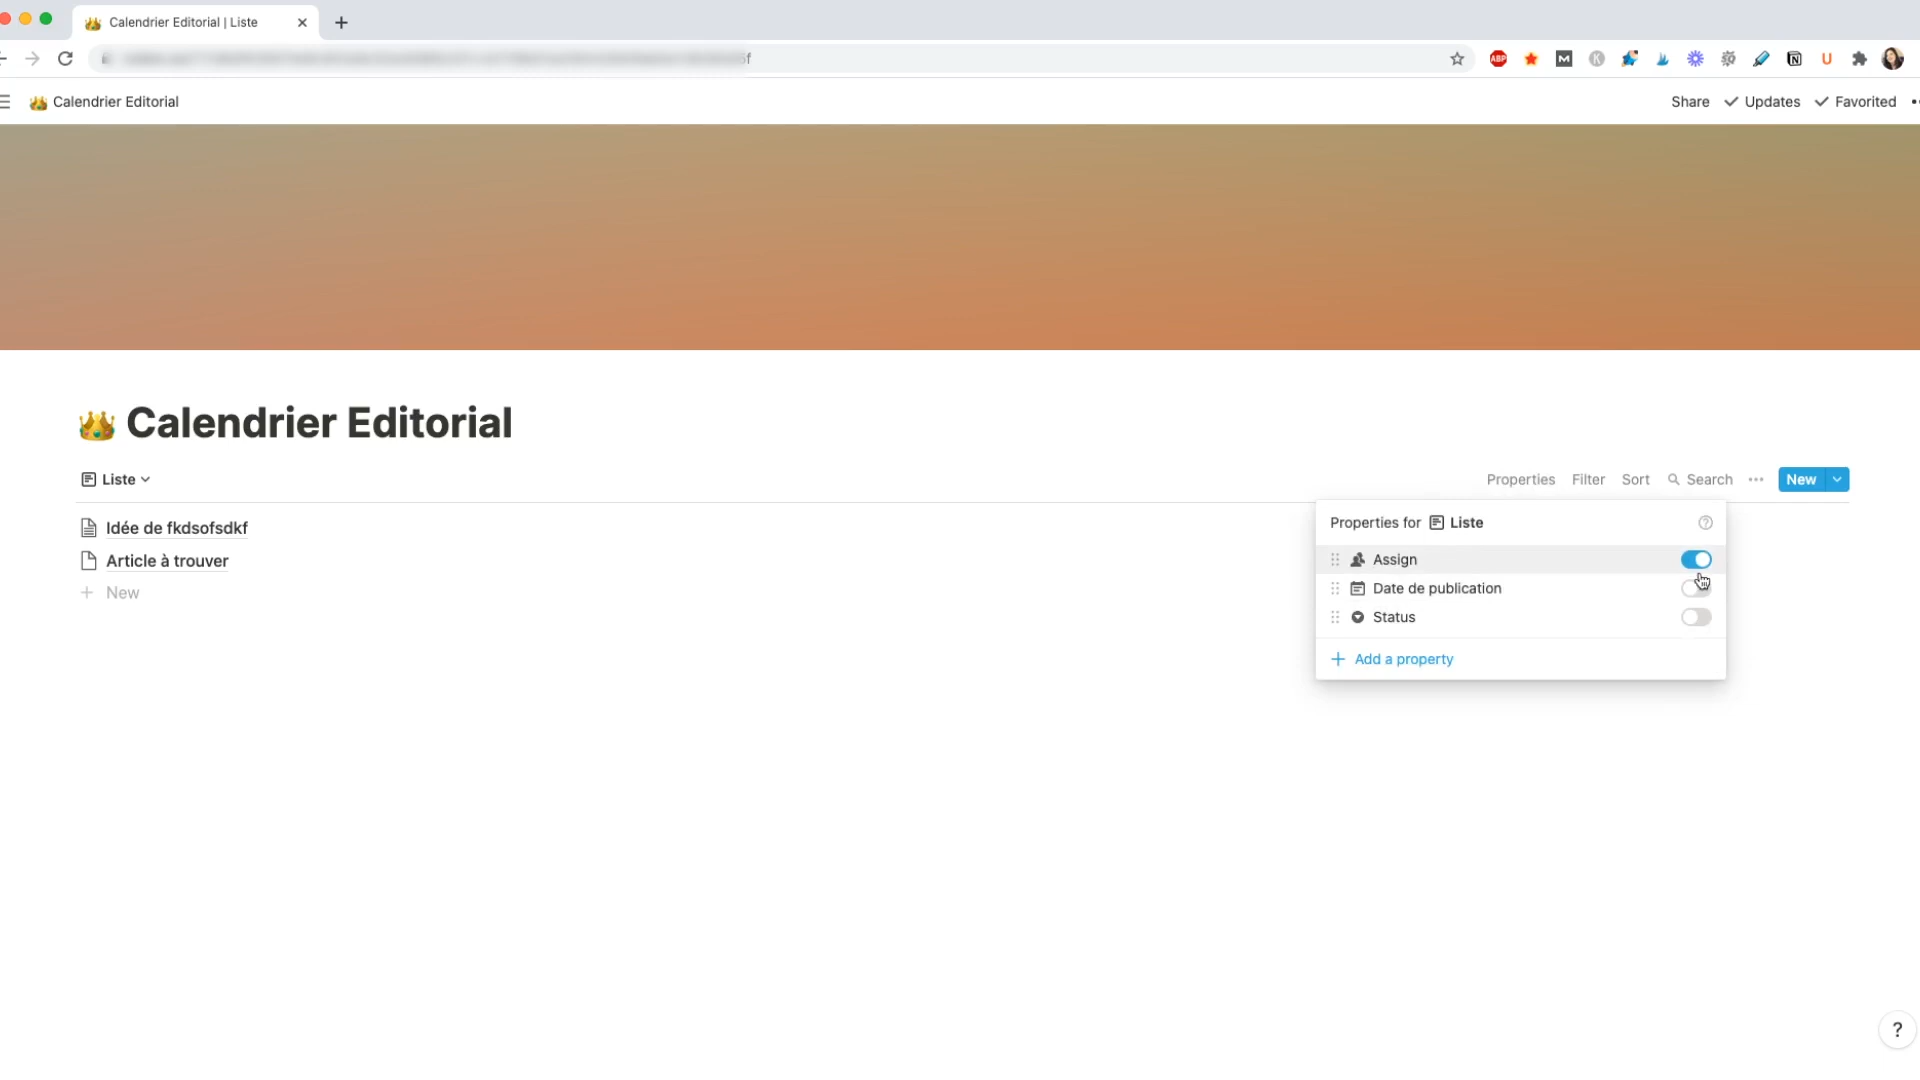 Calendrier Editorial | Liste
ABP
Calendrier Editorial
Share Updates Favorited
Calendrier Editorial
Liste
Properties Filter Sort Search New
Idée de fkdsofsdkf
Article à trouver
New
Properties for Liste
Assign
Date de publication
Status
Add a property
?